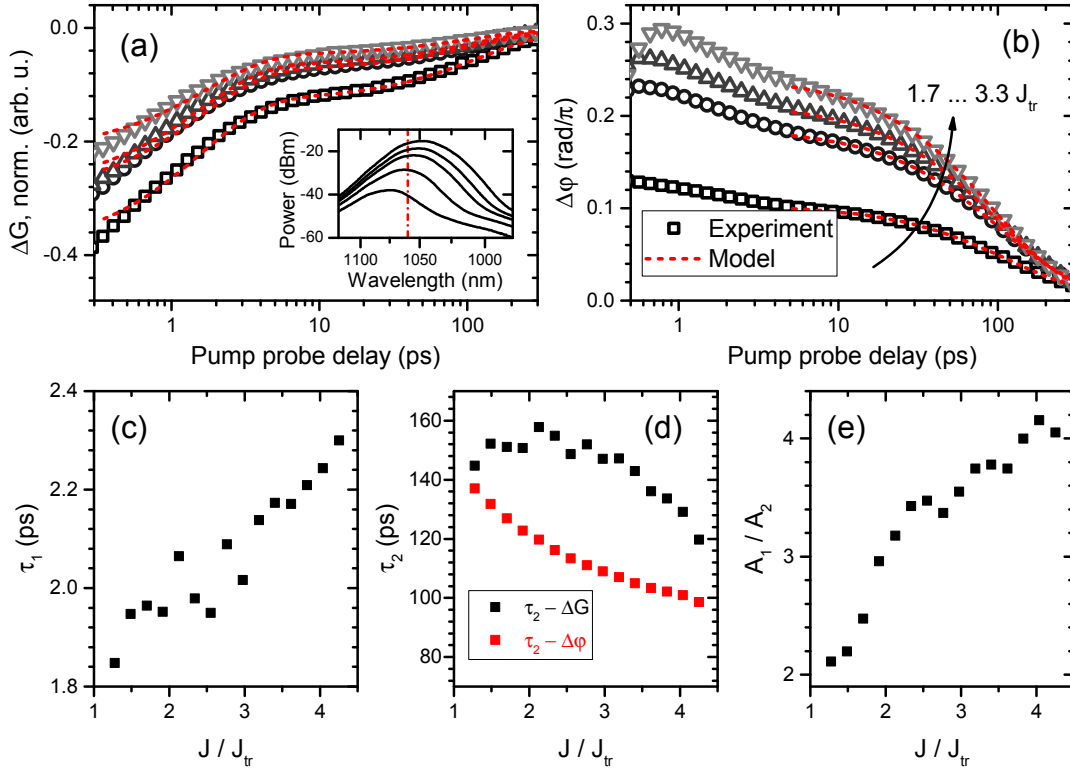 (a)
ΔG, norm. (arb. u.)
0.0
-0.2
-0.4
1
10
100
Pump probe delay (ps)
Power (dBm)
-20
-40
-60
1100
1050
1000
Wavelength (nm)
(b)
Δφ (rad/π)
0.3
0.2
0.1
0.0
1.7 ... 3.3 J_tr
Experiment
Model
1
10
100
Pump probe delay (ps)
(c)
τ_1 (ps)
2.4
2.2
2.0
1.8
1
2
3
4
J / J_tr
(d)
τ_2 (ps)
160
140
120
100
80
τ_2 – ΔG
τ_2 – Δφ
1
2
3
4
J / J_tr
(e)
A_1 / A_2
4
3
2
1
2
3
4
J / J_tr